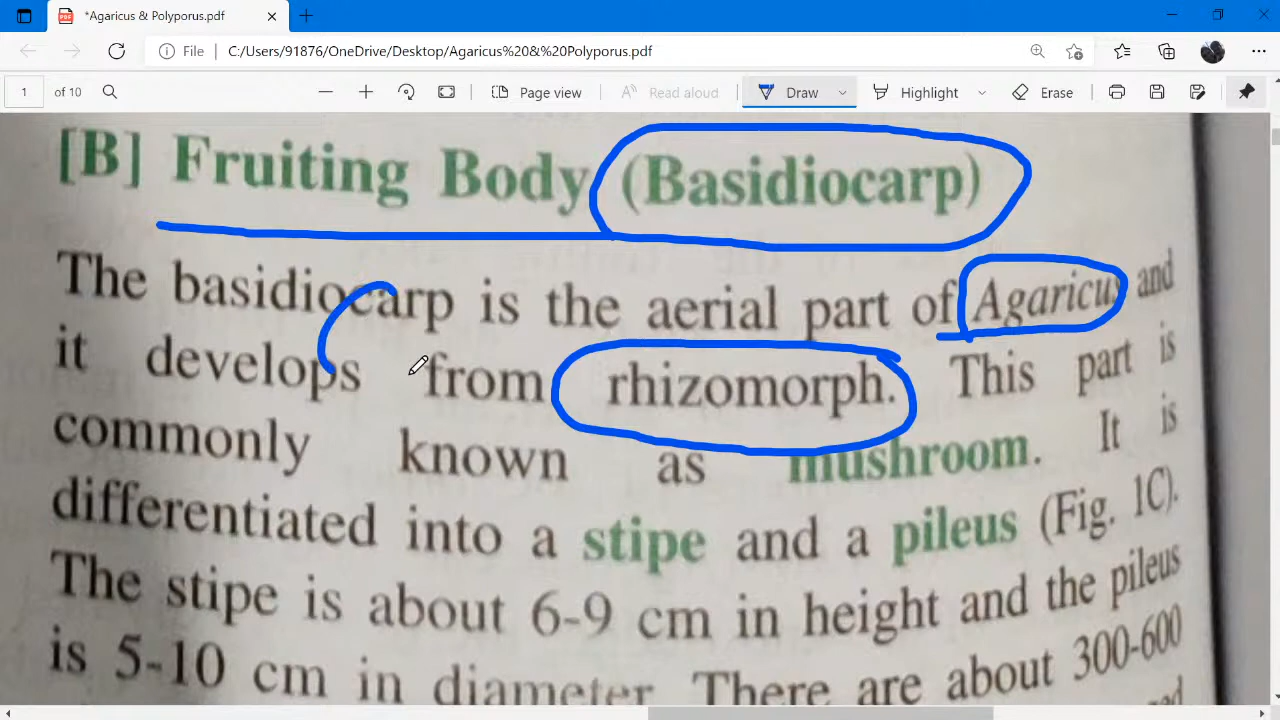 *Agaricus & Polyporus.pdf
File C:/Users/91876/OneDrive/Desktop/Agaricus%20&%20Polyporus.pdf
1 of 10 Page view Read aloud Draw Highlight Erase
[B] Fruiting Body (Basidiocarp)
The basidiocarp is the aerial part of Agaricus and
it develops from rhizomorph. This part is
commonly known as mushroom. It is
differentiated into a stipe and a pileus (Fig. 1C).
The stipe is about 6-9 cm in height and the pileus
is 5-10 cm in diameter. There are about 300-600